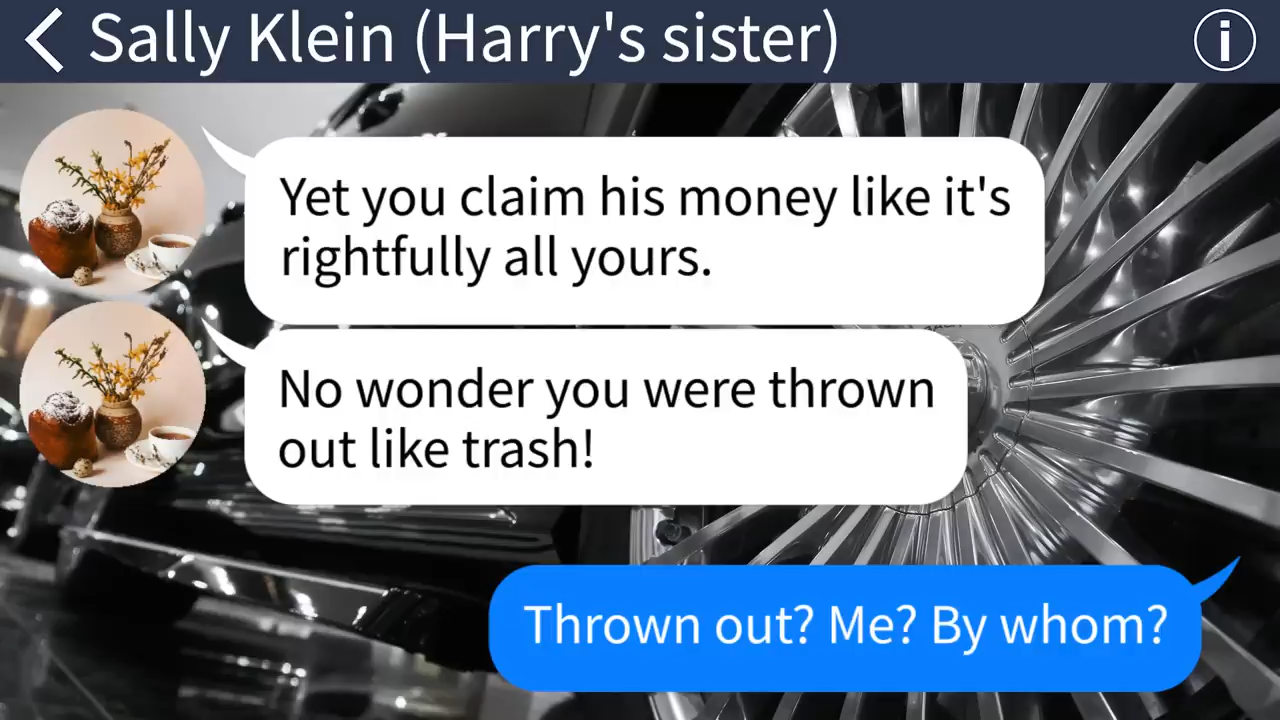 Sally Klein (Harry's sister)
Yet you claim his money like it's
rightfully all yours.
No wonder you were thrown
out like trash!
Thrown out? Me? By whom?